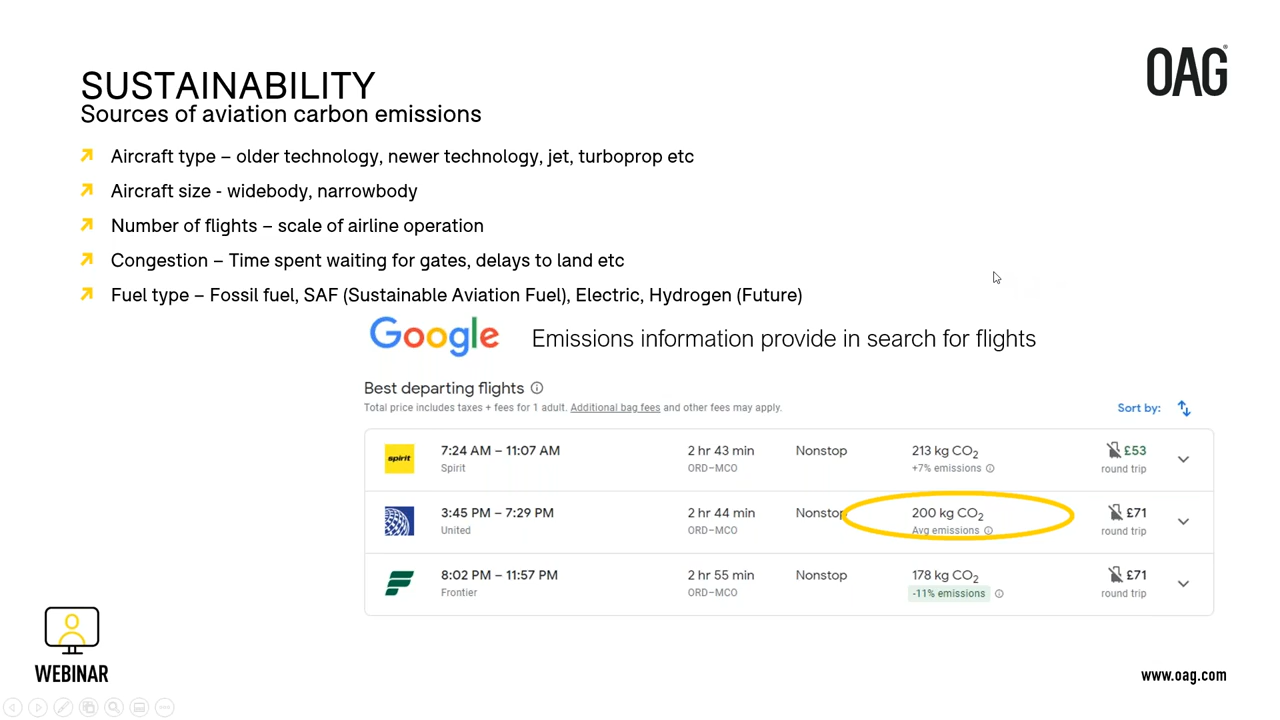 OAG
SUSTAINABILITY
Sources of aviation carbon emissions
Aircraft type – older technology, newer technology, jet, turboprop etc
Aircraft size - widebody, narrowbody
Number of flights – scale of airline operation
Congestion – Time spent waiting for gates, delays to land etc
Fuel type – Fossil fuel, SAF (Sustainable Aviation Fuel), Electric, Hydrogen (Future)
Google Emissions information provide in search for flights
Best departing flights
Total price includes taxes + fees for 1 adult. Additional bag fees and other fees may apply.
Sort by:
spirit 7:24 AM – 11:07 AM 2 hr 43 min Nonstop 213 kg CO2 £53
Spirit ORD–MCO +7% emissions round trip
3:45 PM – 7:29 PM 2 hr 44 min Nonstop 200 kg CO2 £71
United ORD–MCO Avg emissions round trip
8:02 PM – 11:57 PM 2 hr 55 min Nonstop 178 kg CO2 £71
Frontier ORD–MCO -11% emissions round trip
WEBINAR
www.oag.com